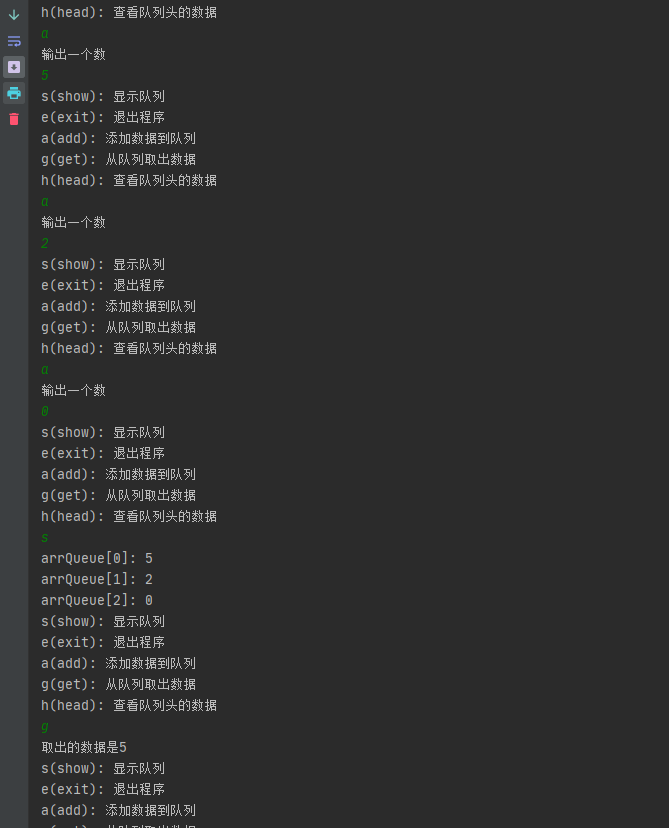 h(head): 查看队列头的数据
a
输出一个数
5
s(show): 显示队列
e(exit): 退出程序
a(add): 添加数据到队列
g(get): 从队列取出数据
h(head): 查看队列头的数据
a
输出一个数
2
s(show): 显示队列
e(exit): 退出程序
a(add): 添加数据到队列
g(get): 从队列取出数据
h(head): 查看队列头的数据
a
输出一个数
0
s(show): 显示队列
e(exit): 退出程序
a(add): 添加数据到队列
g(get): 从队列取出数据
h(head): 查看队列头的数据
s
arrQueue[0]: 5
arrQueue[1]: 2
arrQueue[2]: 0
s(show): 显示队列
e(exit): 退出程序
a(add): 添加数据到队列
g(get): 从队列取出数据
h(head): 查看队列头的数据
g
取出的数据是5
s(show): 显示队列
e(exit): 退出程序
a(add): 添加数据到队列